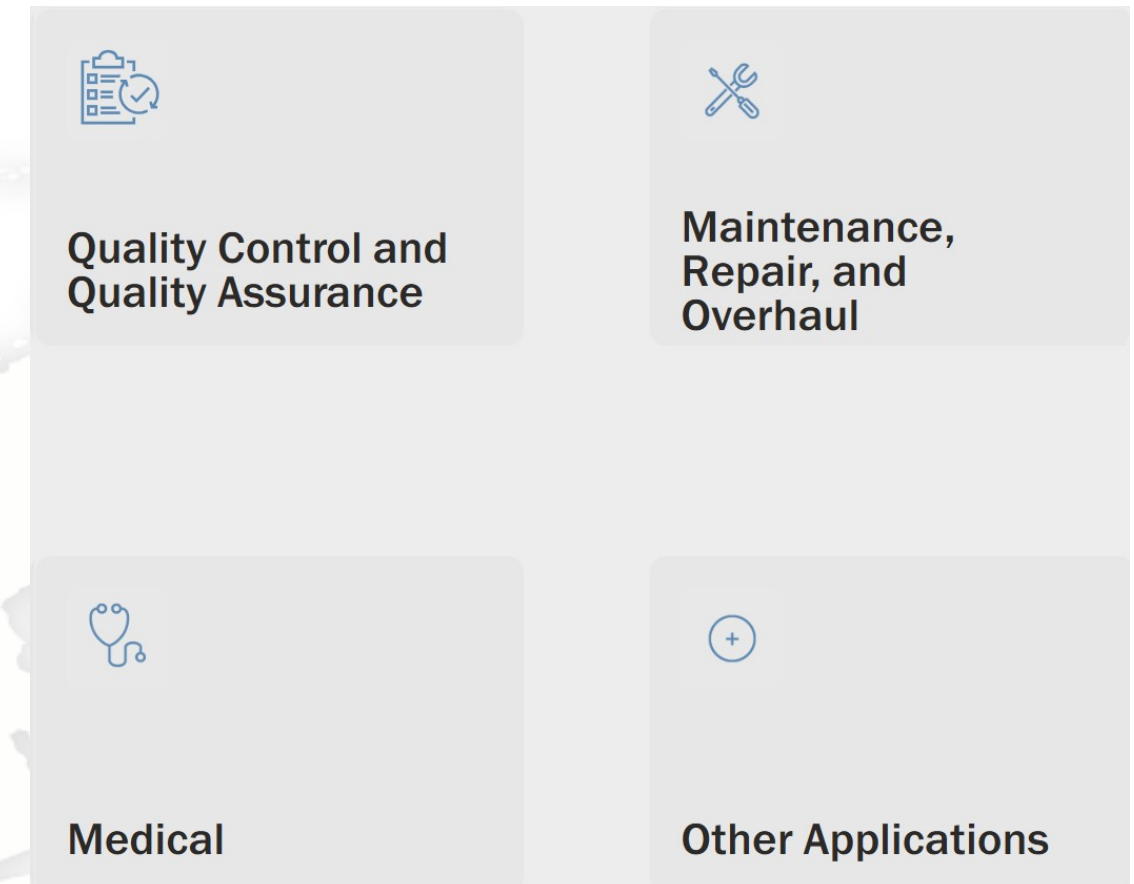 Quality Control and
Quality Assurance
Maintenance,
Repair, and
Overhaul
Medical
Other Applications